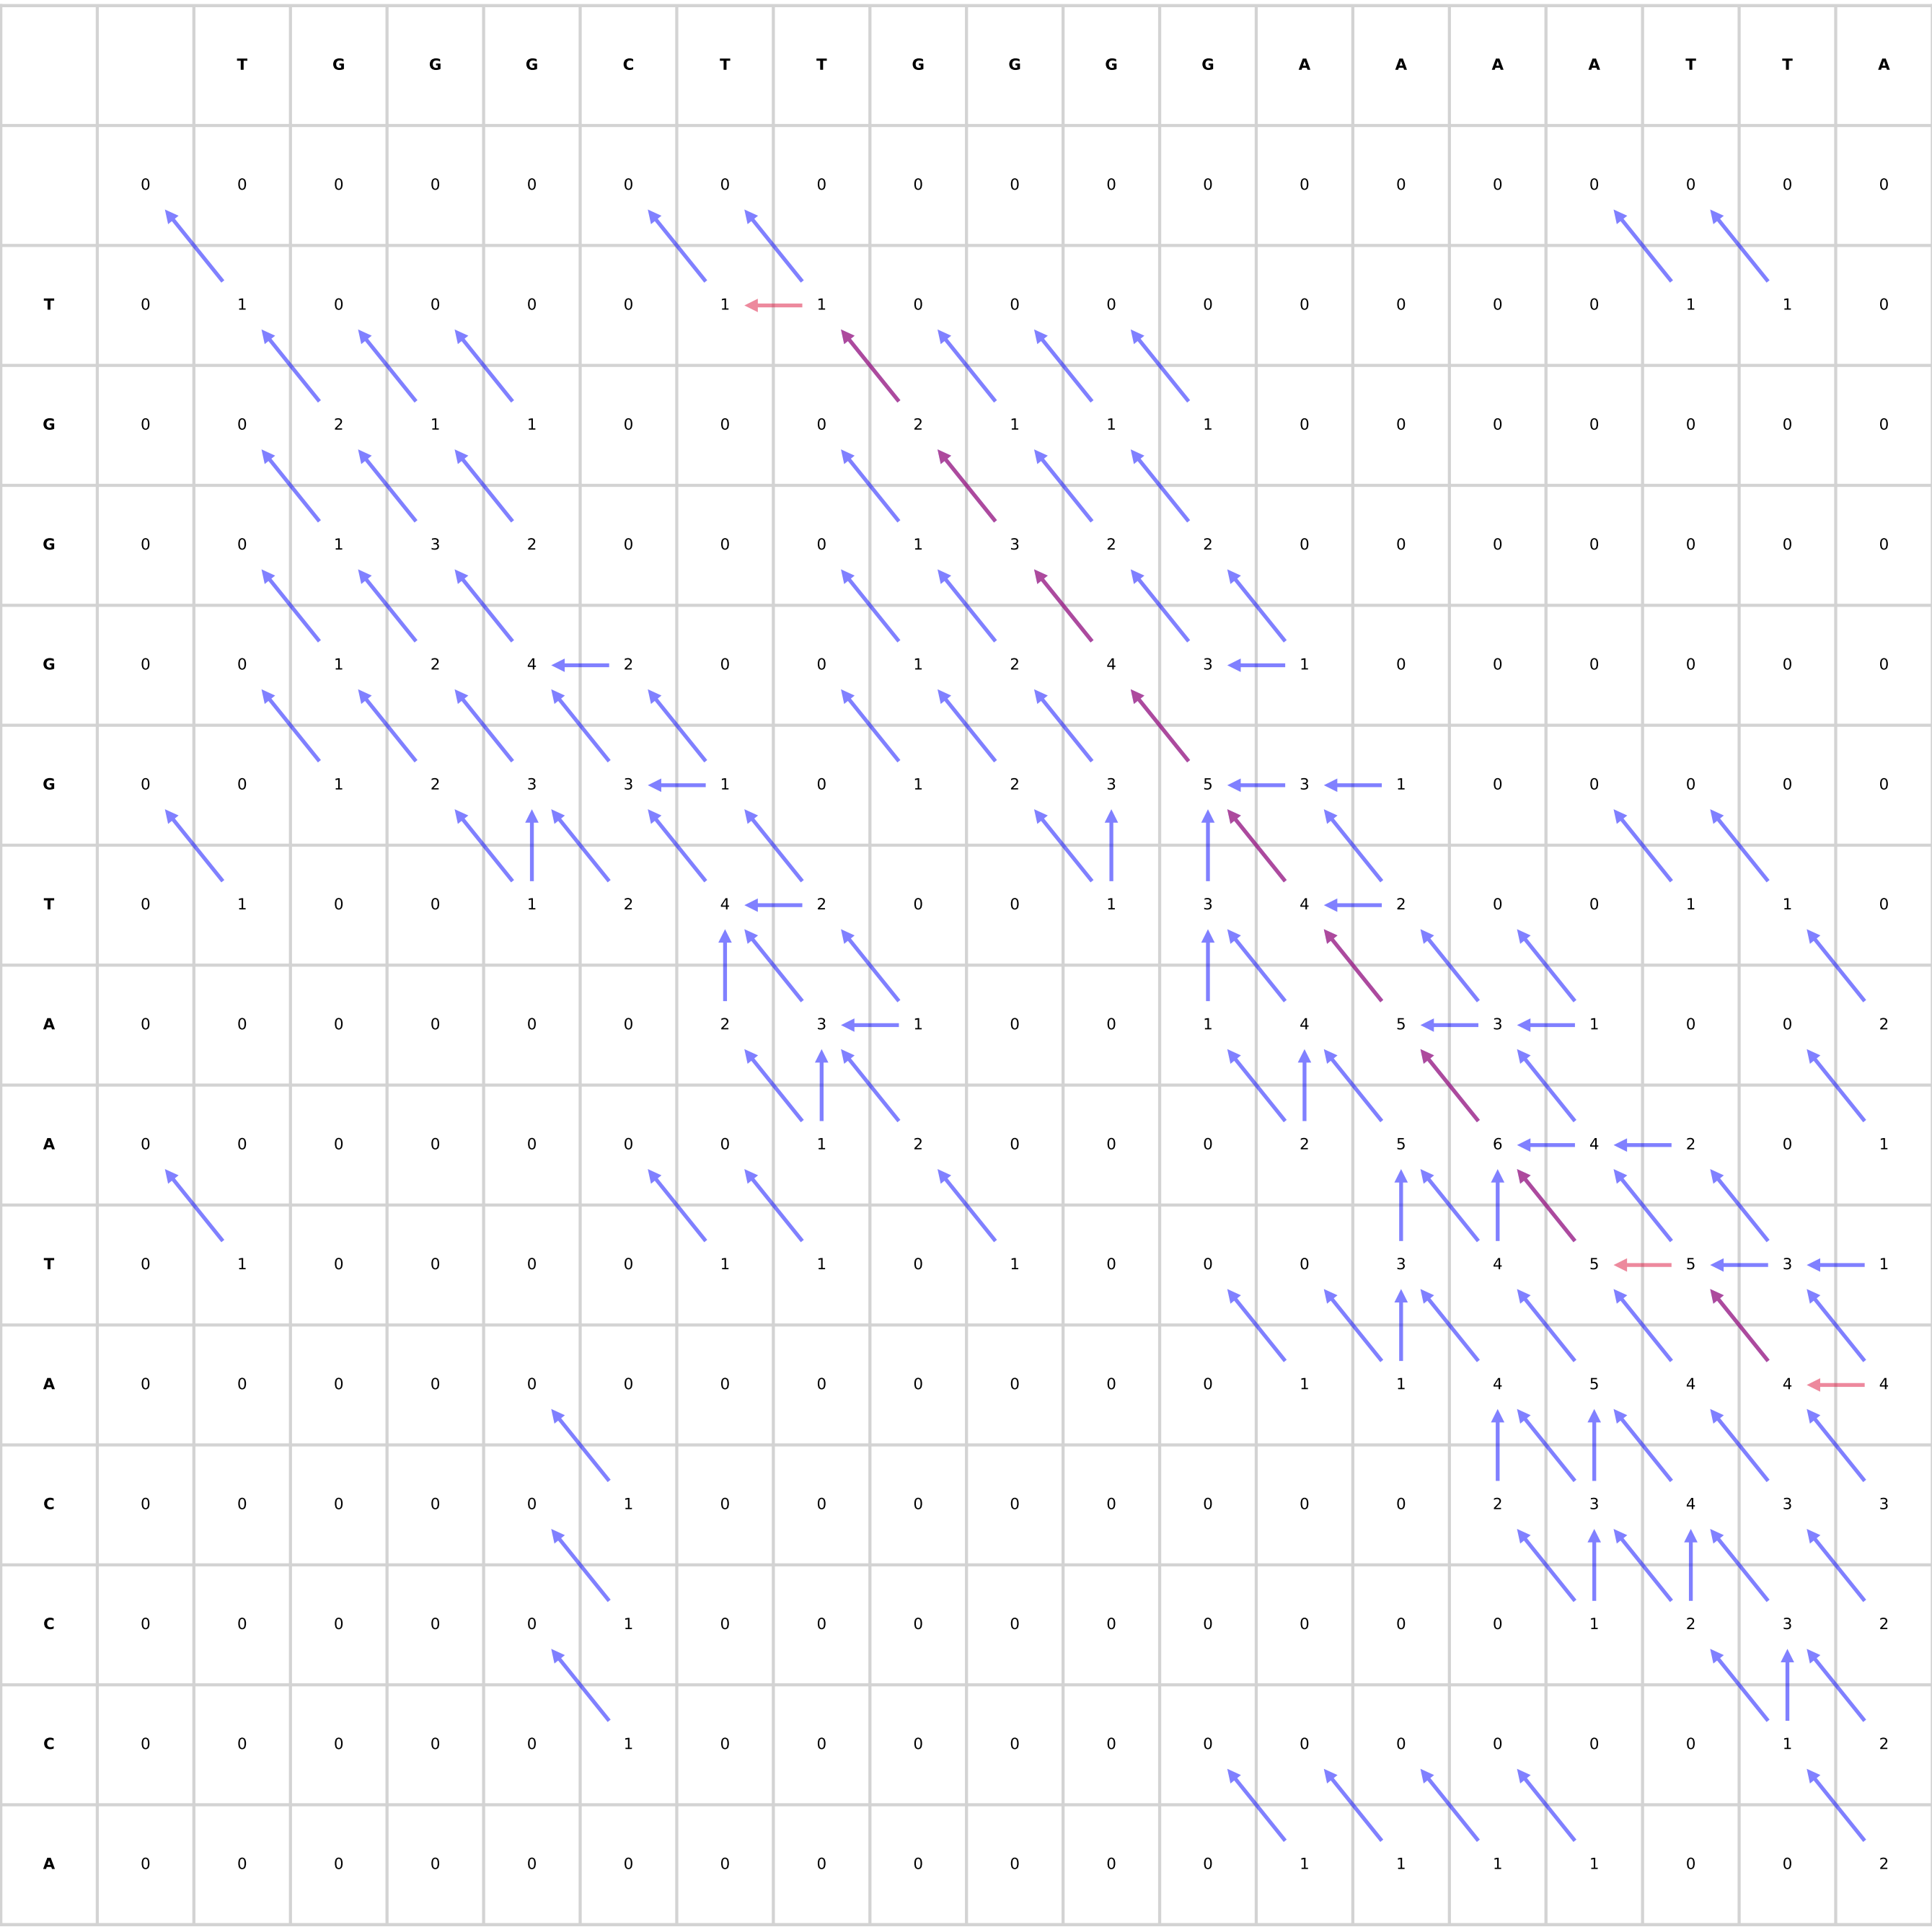 T G G G C T T G G G G A A A A T T A
0 0 0 0 0 0 0 0 0 0 0 0 0 0 0 0 0 0 0
T 0 1 0 0 0 0 1 1 0 0 0 0 0 0 0 0 1 1 0
G 0 0 2 1 1 0 0 0 2 1 1 1 0 0 0 0 0 0 0
G 0 0 1 3 2 0 0 0 1 3 2 2 0 0 0 0 0 0 0
G 0 0 1 2 4 2 0 0 1 2 4 3 1 0 0 0 0 0 0
G 0 0 1 2 3 3 1 0 1 2 3 5 3 1 0 0 0 0 0
T 0 1 0 0 1 2 4 2 0 0 1 3 4 2 0 0 1 1 0
A 0 0 0 0 0 0 2 3 1 0 0 1 4 5 3 1 0 0 2
A 0 0 0 0 0 0 0 1 2 0 0 0 2 5 6 4 2 0 1
T 0 1 0 0 0 0 1 1 0 1 0 0 0 3 4 5 5 3 1
A 0 0 0 0 0 0 0 0 0 0 0 0 1 1 4 5 4 4 4
C 0 0 0 0 0 1 0 0 0 0 0 0 0 0 2 3 4 3 3
C 0 0 0 0 0 1 0 0 0 0 0 0 0 0 0 1 2 3 2
C 0 0 0 0 0 1 0 0 0 0 0 0 0 0 0 0 0 1 2
A 0 0 0 0 0 0 0 0 0 0 0 0 1 1 1 1 0 0 2